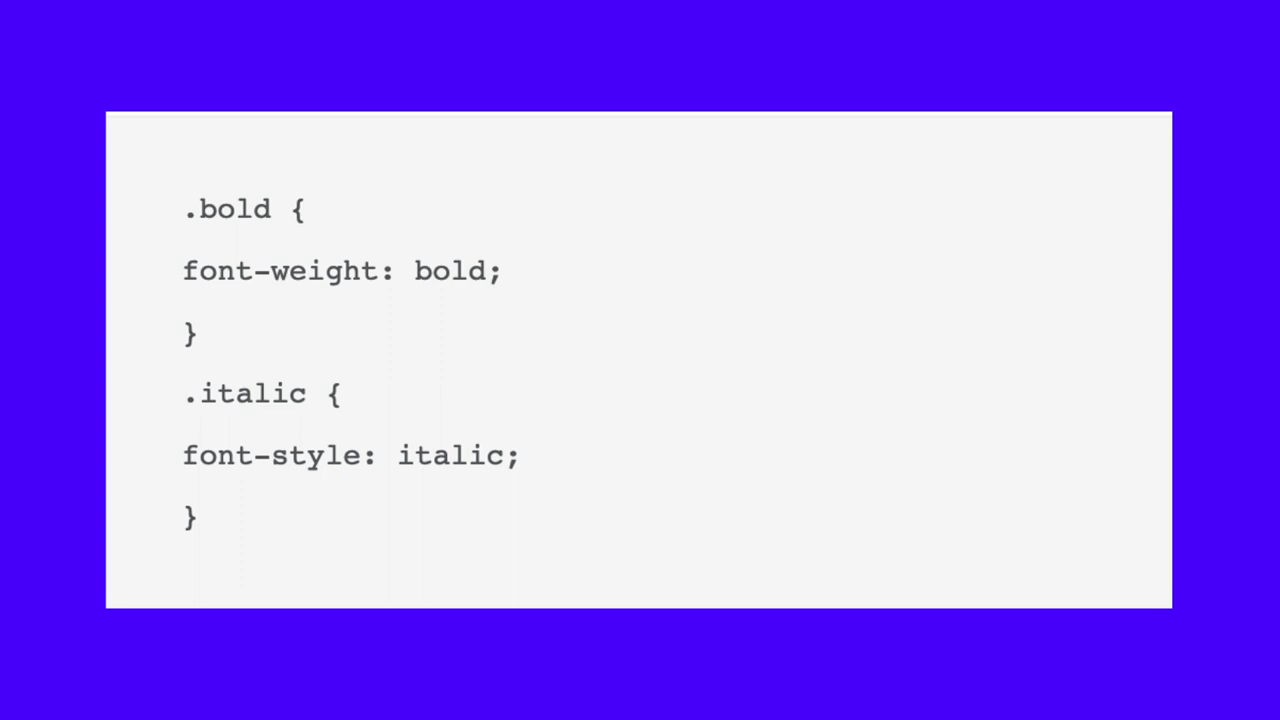 .bold {
font-weight: bold;
}
.italic {
font-style: italic;
}